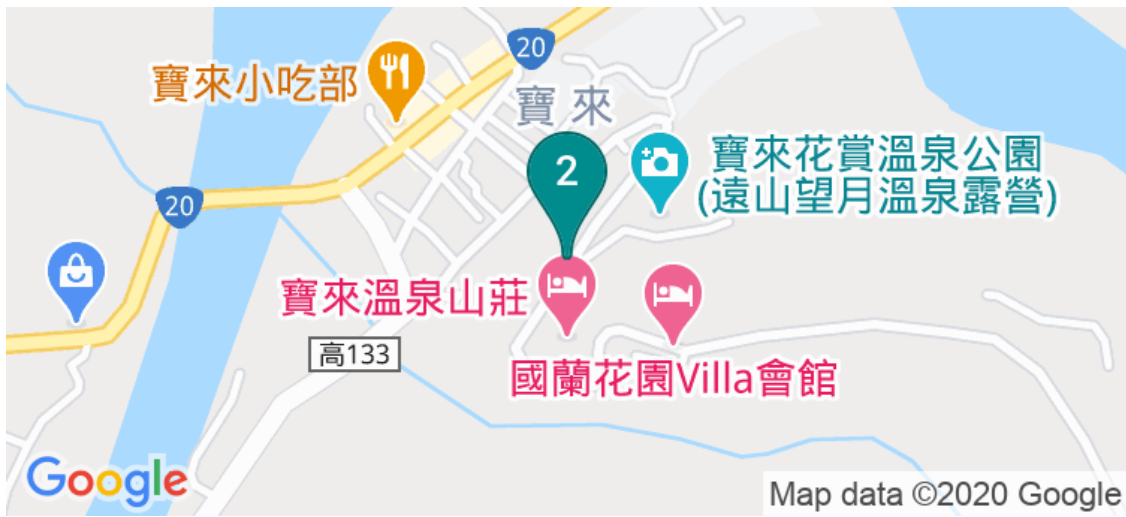 20
寶來小吃部
寶來
2
寶來花賞溫泉公園
(遠山望月溫泉露營)
20
寶來溫泉山莊
高133
國蘭花園Villa會館
Google
Map data ©2020 Google